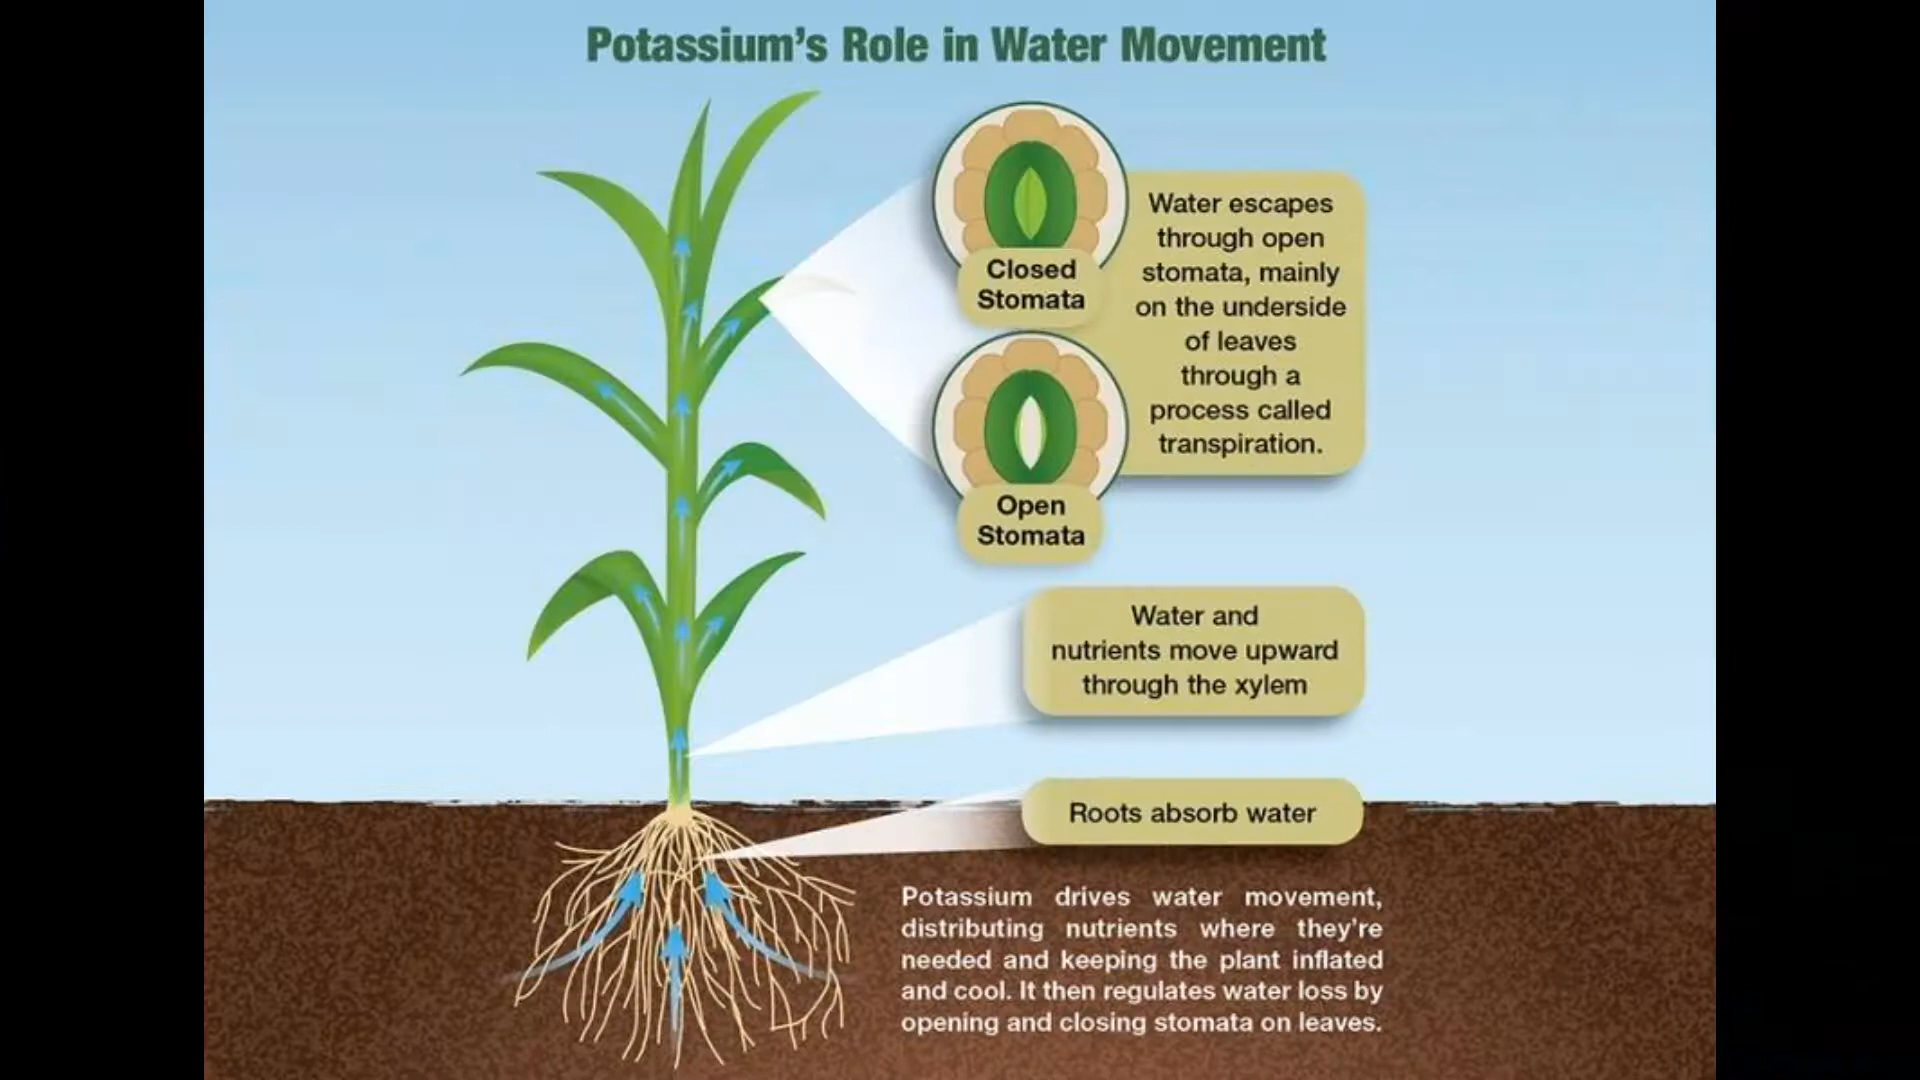 Potassium's Role in Water Movement
Closed
Stomata
Water escapes
through open
stomata, mainly
on the underside
of leaves
through a
process called
transpiration.
Open
Stomata
Water and
nutrients move upward
through the xylem
Roots absorb water
Potassium drives water movement,
distributing nutrients where they're
needed and keeping the plant inflated
and cool. It then regulates water loss by
opening and closing stomata on leaves.